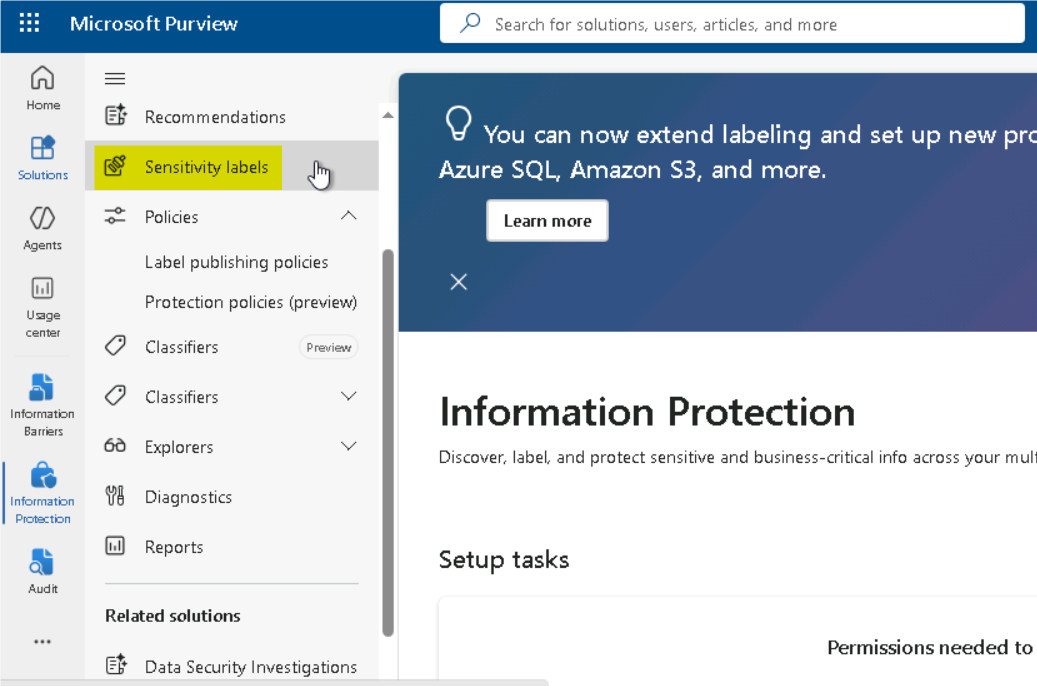 Microsoft Purview
Search for solutions, users, articles, and more
Home
Solutions
Agents
Usage
center
Information
Barriers
Information
Protection
Audit
Recommendations
Sensitivity labels
Policies
Label publishing policies
Protection policies (preview)
Classifiers
Preview
Classifiers
Explorers
Diagnostics
Reports
Related solutions
Data Security Investigations
You can now extend labeling and set up new pro
Azure SQL, Amazon S3, and more.
Learn more
Information Protection
Discover, label, and protect sensitive and business-critical info across your mult
Setup tasks
Permissions needed to